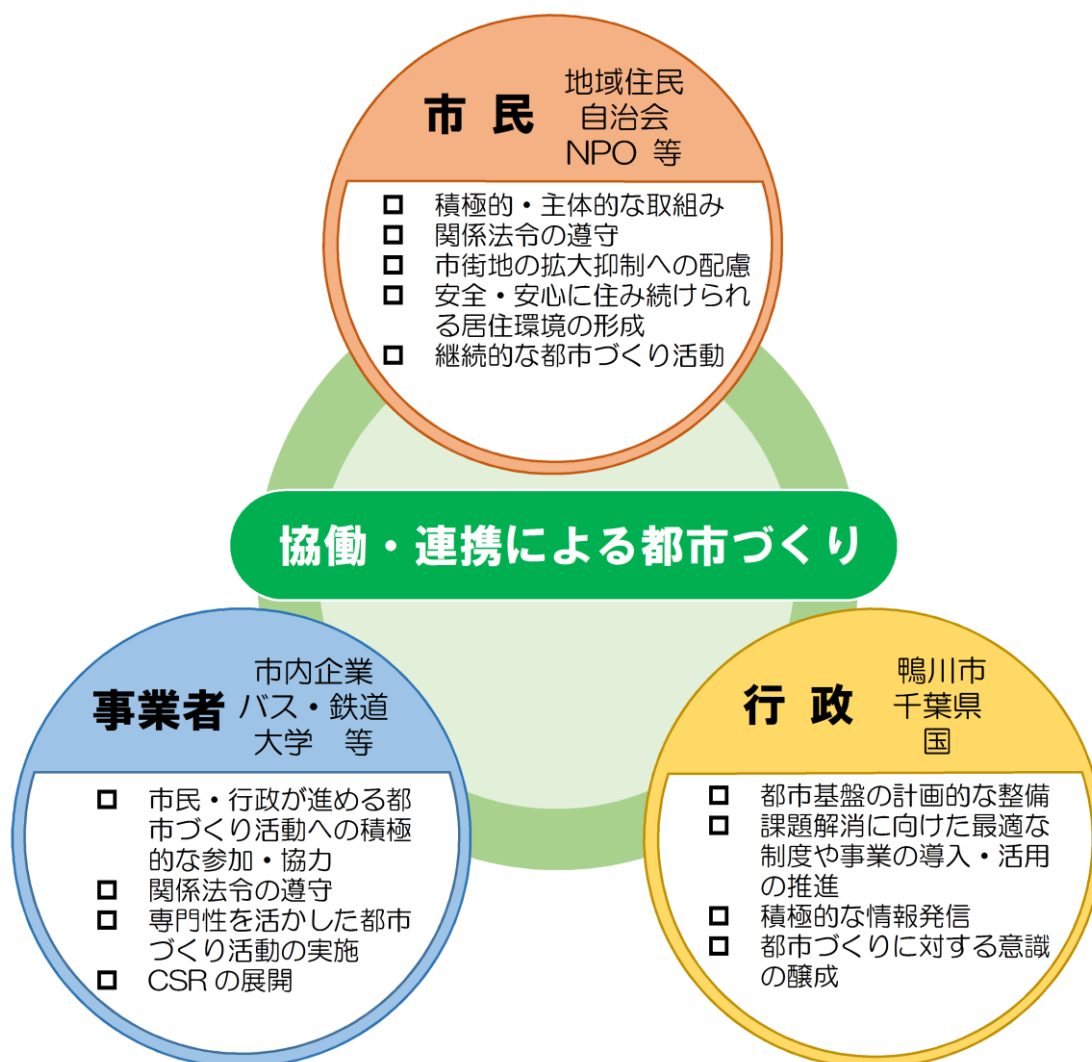 市 民
地域住民
自治会
NPO 等
□ 積極的・主体的な取組み
□ 関係法令の遵守
□ 市街地の拡大抑制への配慮
□ 安全・安心に住み続けられ
る居住環境の形成
□ 継続的な都市づくり活動
協働・連携による都市づくり
事業者
市内企業
バス・鉄道
大学 等
□ 市民・行政が進める都
市づくり活動への積極
的な参加・協力
□ 関係法令の遵守
□ 専門性を活かした都市
づくり活動の実施
□ CSR の展開
行 政
鴨川市
千葉県
国
□ 都市基盤の計画的な整備
□ 課題解消に向けた最適な
制度や事業の導入・活用
の推進
□ 積極的な情報発信
□ 都市づくりに対する意識
の醸成